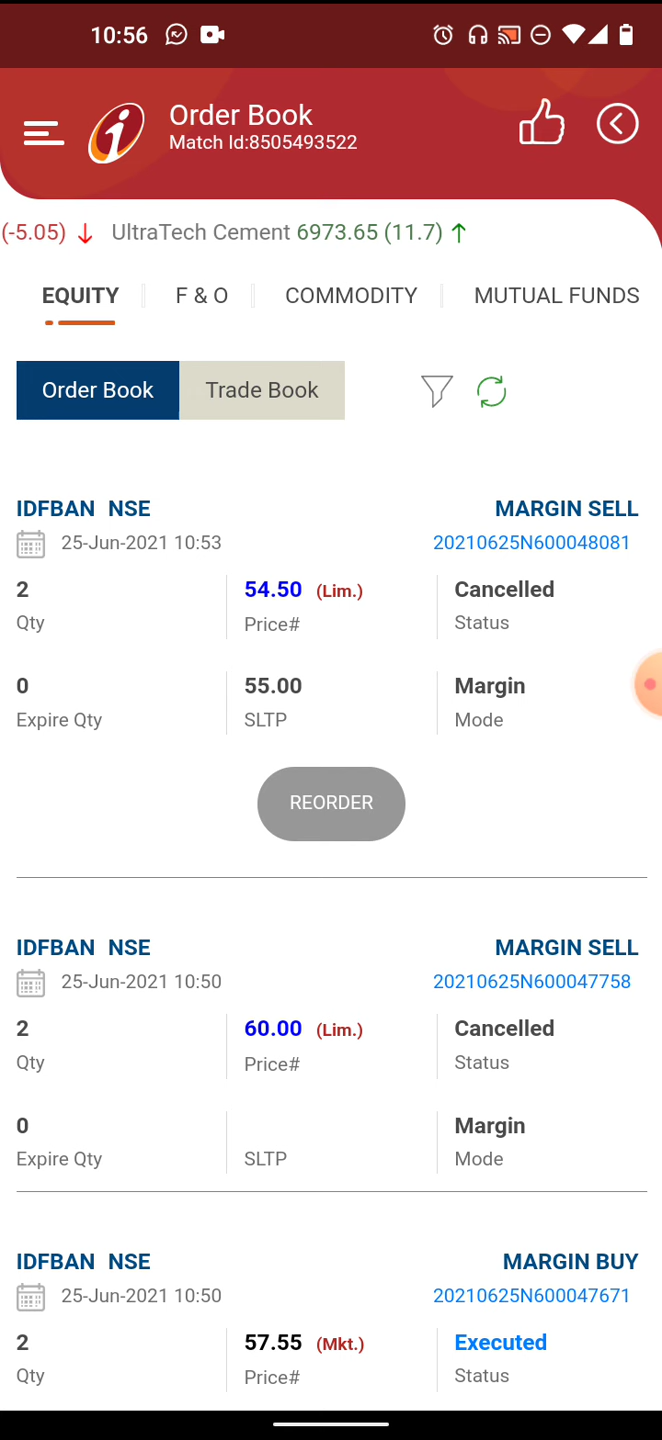 10:56
Order Book
Match Id:8505493522
(-5.05) ↓ UltraTech Cement 6973.65 (11.7) ↑
EQUITY F & O COMMODITY MUTUAL FUNDS
Order Book Trade Book
IDFBAN NSE MARGIN SELL
25-Jun-2021 10:53 20210625N600048081
2 54.50 (Lim.) Cancelled
Qty Price# Status
0 55.00 Margin
Expire Qty SLTP Mode
REORDER
IDFBAN NSE MARGIN SELL
25-Jun-2021 10:50 20210625N600047758
2 60.00 (Lim.) Cancelled
Qty Price# Status
0 Margin
Expire Qty SLTP Mode
IDFBAN NSE MARGIN BUY
25-Jun-2021 10:50 20210625N600047671
2 57.55 (Mkt.) Executed
Qty Price# Status